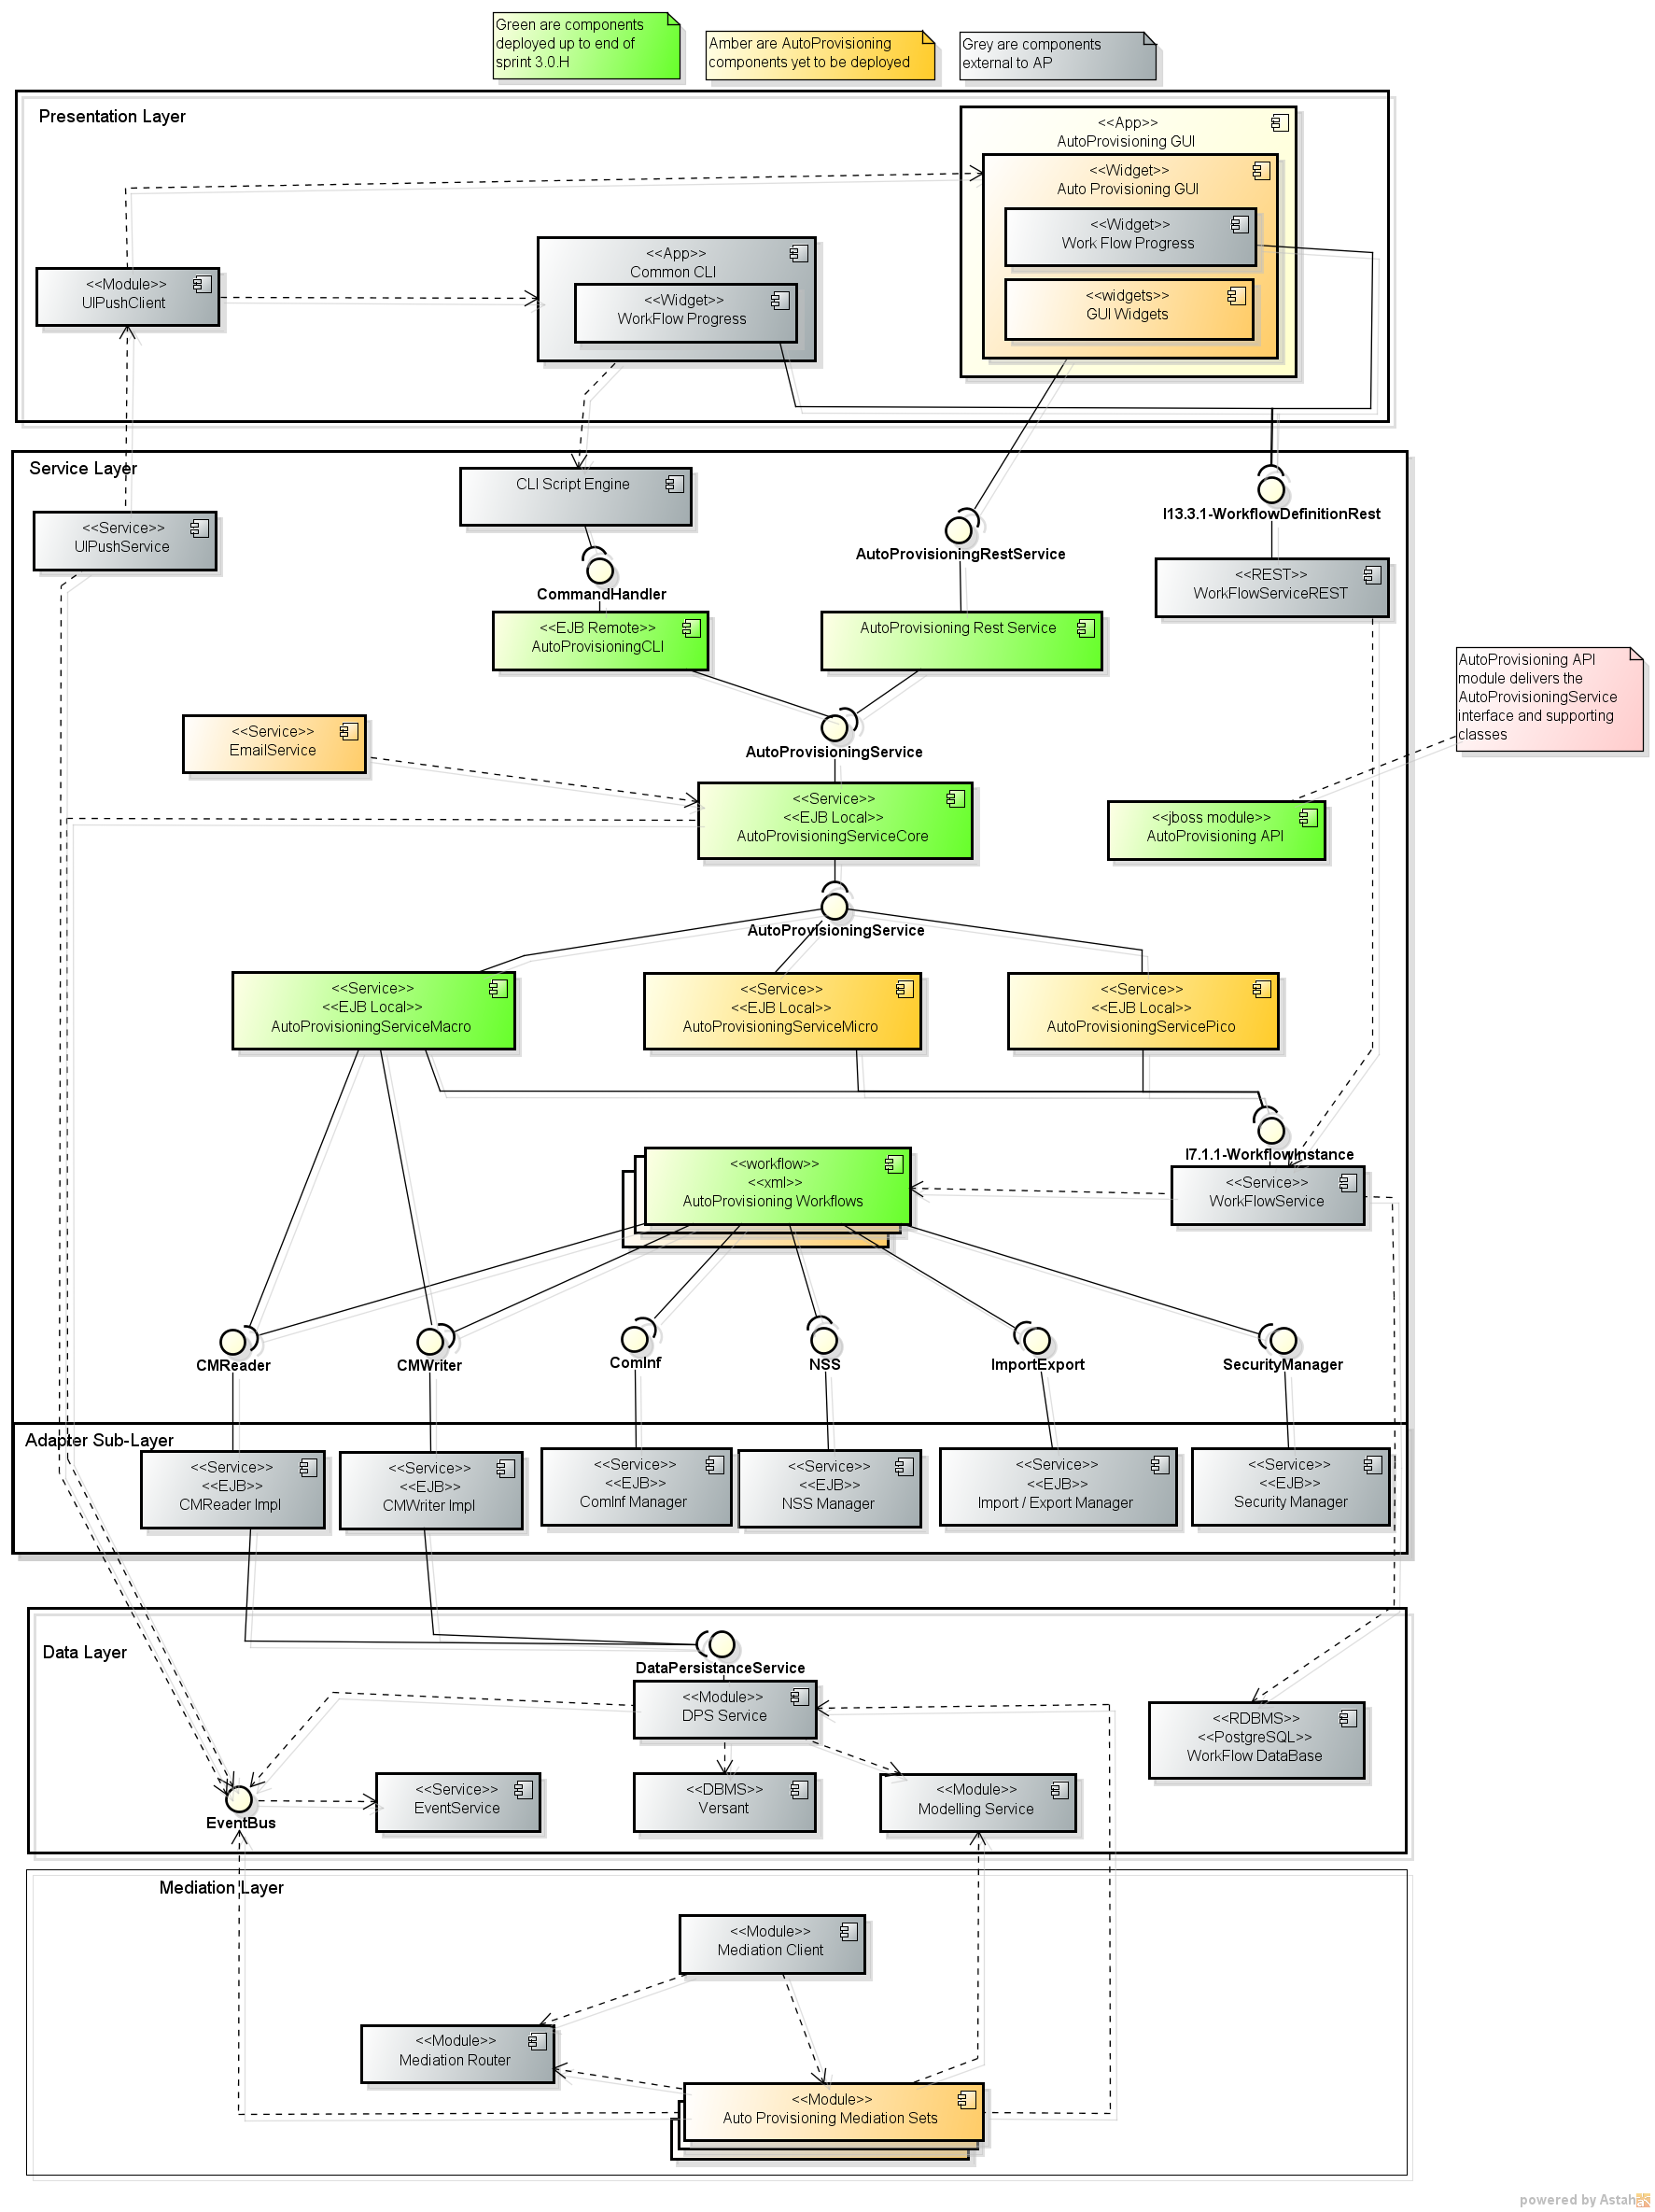 Green are components
deployed up to end of
sprint 3.0.H
Amber are AutoProvisioning
components yet to be deployed
Grey are components
external to AP
Presentation Layer
<<App>>
AutoProvisioning GUI
<<Widget>>
Auto Provisioning GUI
<<Widget>>
Work Flow Progress
<<widgets>>
GUI Widgets
<<App>>
Common CLI
<<Widget>>
WorkFlow Progress
<<Module>>
UIPushClient
Service Layer
CLI Script Engine
<<Service>>
UIPushService
I13.3.1-WorkflowDefinitionRest
AutoProvisioningRestService
CommandHandler
<<REST>>
WorkFlowServiceREST
<<EJB Remote>>
AutoProvisioningCLI
AutoProvisioning Rest Service
AutoProvisioning API
module delivers the
AutoProvisioningService
interface and supporting
classes
<<Service>>
EmailService
AutoProvisioningService
<<Service>>
<<EJB Local>>
AutoProvisioningServiceCore
<<jboss module>>
AutoProvisioning API
AutoProvisioningService
<<Service>>
<<EJB Local>>
AutoProvisioningServiceMacro
<<Service>>
<<EJB Local>>
AutoProvisioningServiceMicro
<<Service>>
<<EJB Local>>
AutoProvisioningServicePico
I7.1.1-WorkflowInstance
<<workflow>>
<<xml>>
AutoProvisioning Workflows
<<Service>>
WorkFlowService
CMReader
CMWriter
ComInf
NSS
ImportExport
SecurityManager
Adapter Sub-Layer
<<Service>>
<<EJB>>
CMReader Impl
<<Service>>
<<EJB>>
CMWriter Impl
<<Service>>
<<EJB>>
ComInf Manager
<<Service>>
<<EJB>>
NSS Manager
<<Service>>
<<EJB>>
Import / Export Manager
<<Service>>
<<EJB>>
Security Manager
Data Layer
DataPersistanceService
<<Module>>
DPS Service
<<RDBMS>>
<<PostgreSQL>>
WorkFlow DataBase
EventBus
<<Service>>
EventService
<<DBMS>>
Versant
<<Module>>
Modelling Service
Mediation Layer
<<Module>>
Mediation Client
<<Module>>
Mediation Router
<<Module>>
Auto Provisioning Mediation Sets
powered by Astah